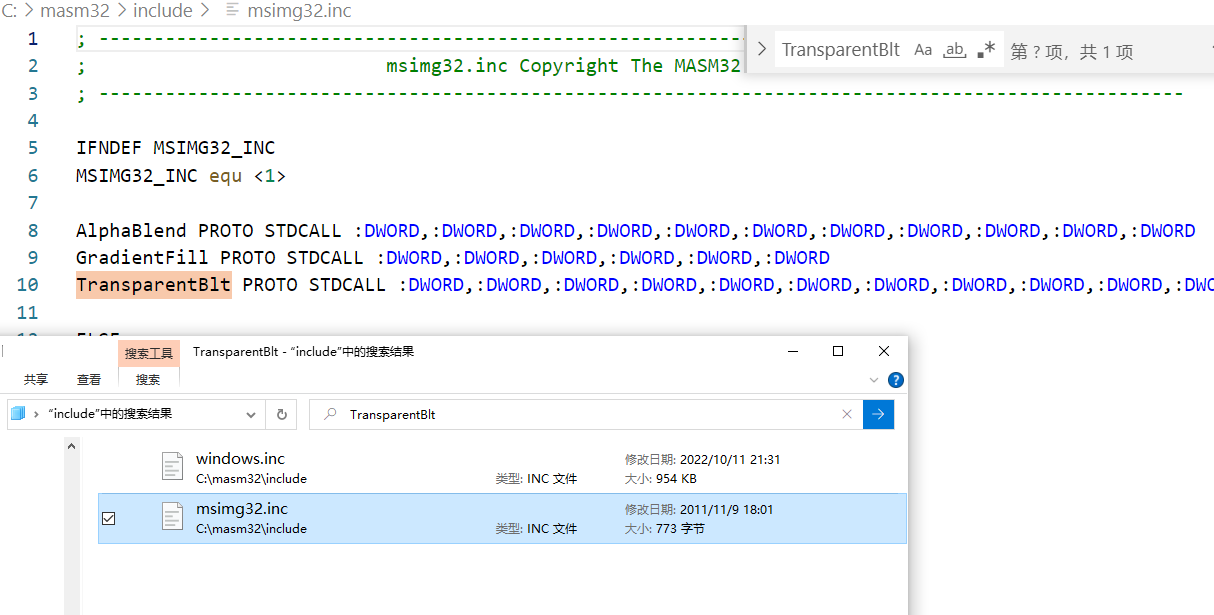 C: > masm32 > include > msimg32.inc
TransparentBlt Aa ab, .* 第 ? 项，共 1 项
1 ; -----------------------------------------------------------
2 ; msimg32.inc Copyright The MASM32
3 ; ---------------------------------------------------------------------------------------------------
4
5 IFNDEF MSIMG32_INC
6 MSIMG32_INC equ <1>
7
8 AlphaBlend PROTO STDCALL :DWORD,:DWORD,:DWORD,:DWORD,:DWORD,:DWORD,:DWORD,:DWORD,:DWORD,:DWORD,:DWORD
9 GradientFill PROTO STDCALL :DWORD,:DWORD,:DWORD,:DWORD,:DWORD,:DWORD
10 TransparentBlt PROTO STDCALL :DWORD,:DWORD,:DWORD,:DWORD,:DWORD,:DWORD,:DWORD,:DWORD,:DWORD,:DWORD,:DWO
11
搜索工具 TransparentBlt - “include”中的搜索结果
共享 查看 搜索
“include”中的搜索结果 TransparentBlt
windows.inc 修改日期: 2022/10/11 21:31
C:\masm32\include 类型: INC 文件 大小: 954 KB
msimg32.inc 修改日期: 2011/11/9 18:01
C:\masm32\include 类型: INC 文件 大小: 773 字节